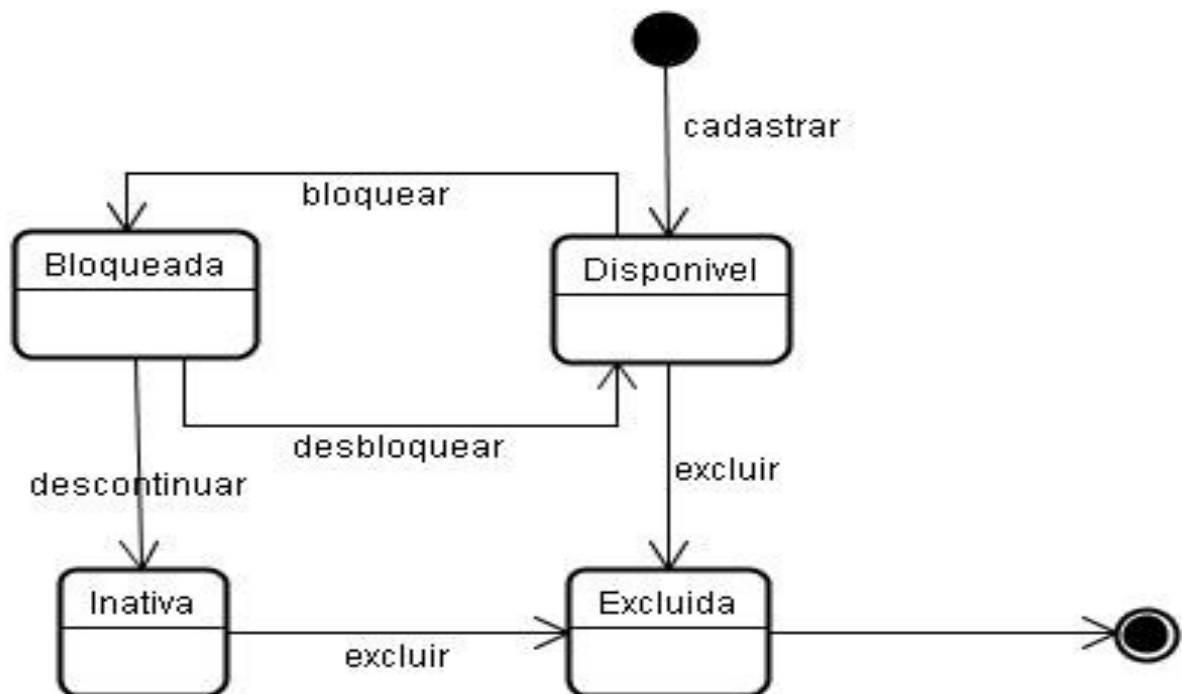 cadastrar
bloquear
Bloqueada
Disponivel
desbloquear
descontinuar
excluir
Inativa
Excluida
excluir